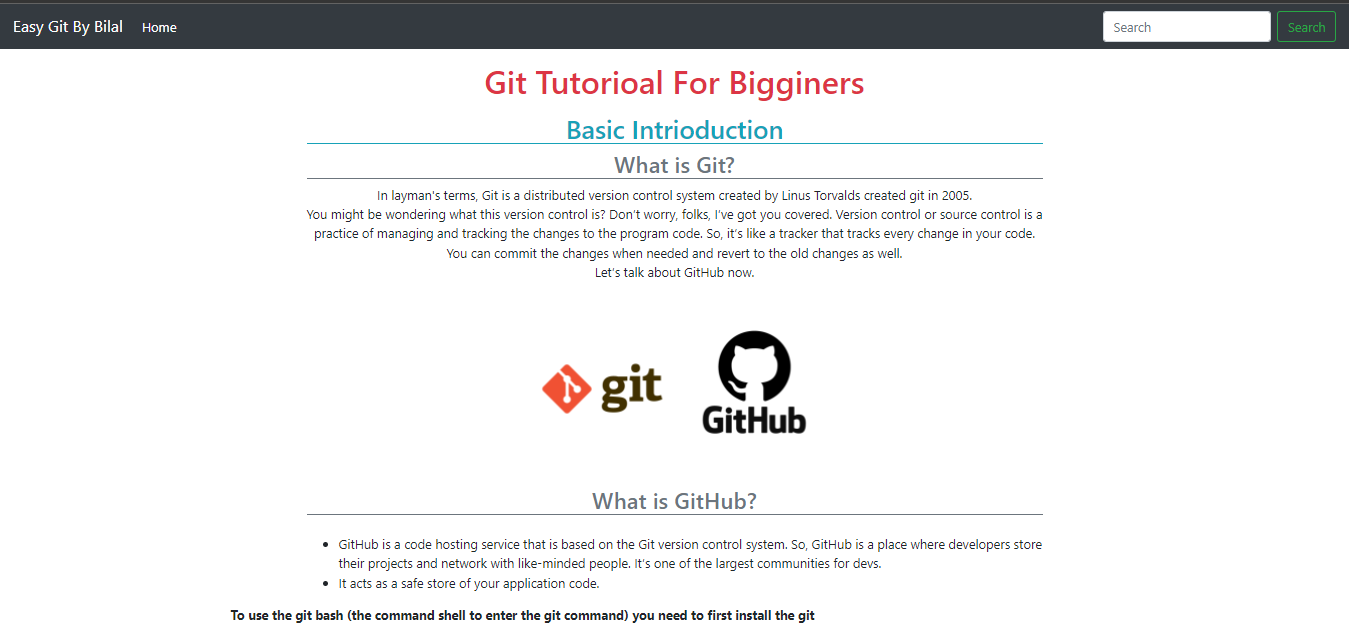 Easy Git By Bilal Home Search Search
Git Tutorioal For Bigginers
Basic Intrioduction
What is Git?
In layman's terms, Git is a distributed version control system created by Linus Torvalds created git in 2005.
You might be wondering what this version control is? Don't worry, folks, I've got you covered. Version control or source control is a
practice of managing and tracking the changes to the program code. So, it's like a tracker that tracks every change in your code.
You can commit the changes when needed and revert to the old changes as well.
Let's talk about GitHub now.
git
GitHub
What is GitHub?
• GitHub is a code hosting service that is based on the Git version control system. So, GitHub is a place where developers store
their projects and network with like-minded people. It's one of the largest communities for devs.
• It acts as a safe store of your application code.
To use the git bash (the command shell to enter the git command) you need to first install the git